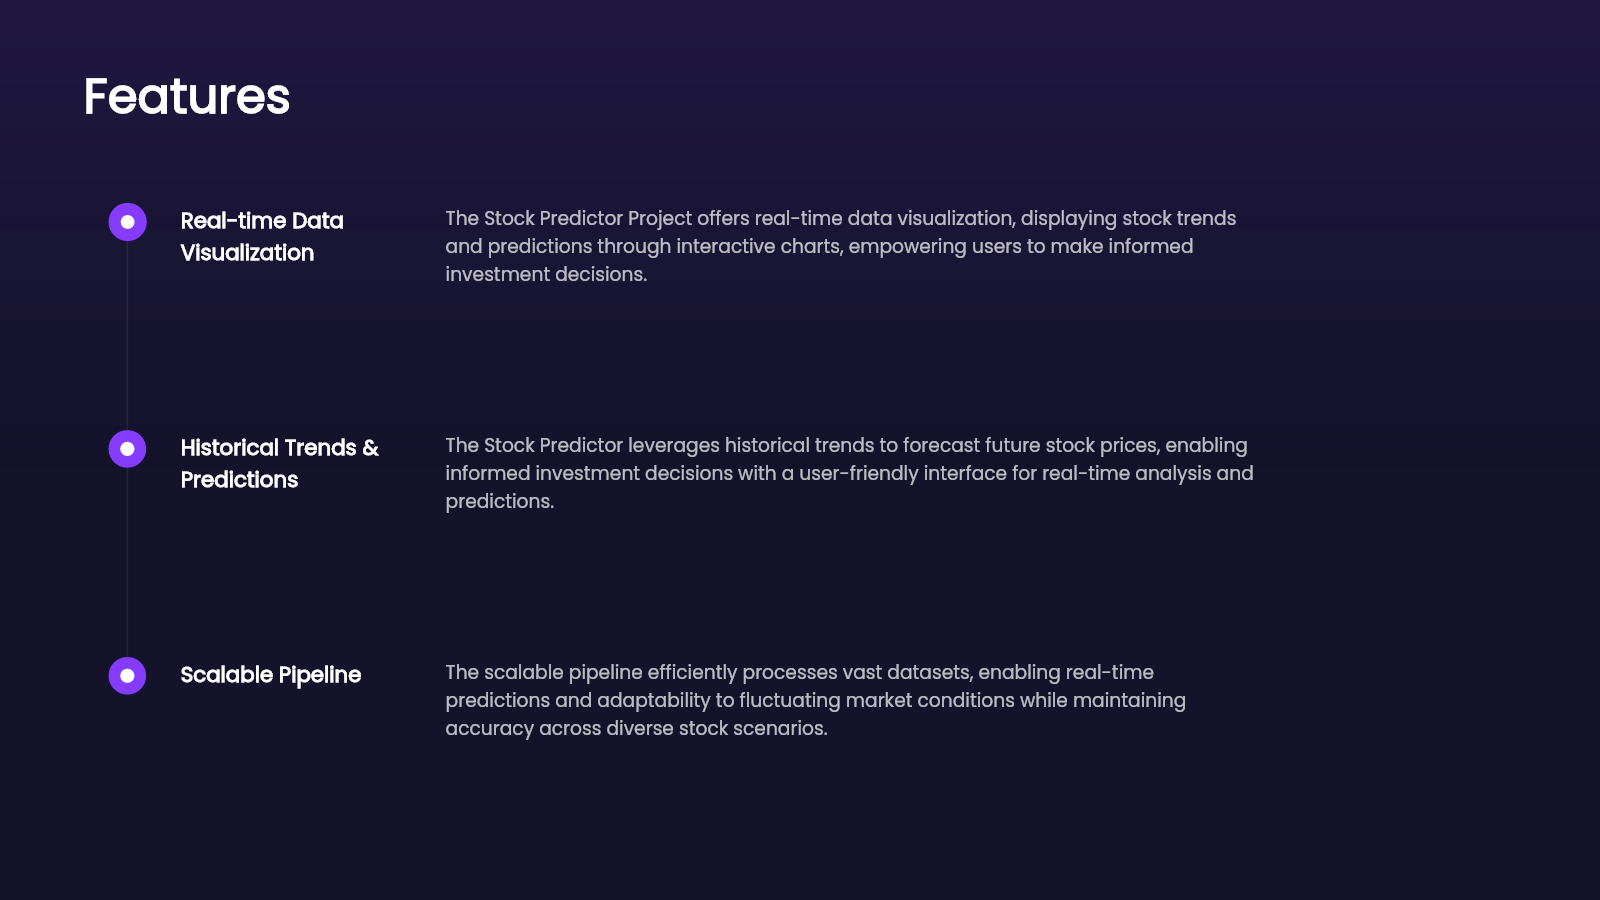 Features
Real-time Data
Visualization
The Stock Predictor Project offers real-time data visualization, displaying stock trends
and predictions through interactive charts, empowering users to make informed
investment decisions.
Historical Trends &
Predictions
The Stock Predictor leverages historical trends to forecast future stock prices, enabling
informed investment decisions with a user-friendly interface for real-time analysis and
predictions.
Scalable Pipeline
The scalable pipeline efficiently processes vast datasets, enabling real-time
predictions and adaptability to fluctuating market conditions while maintaining
accuracy across diverse stock scenarios.